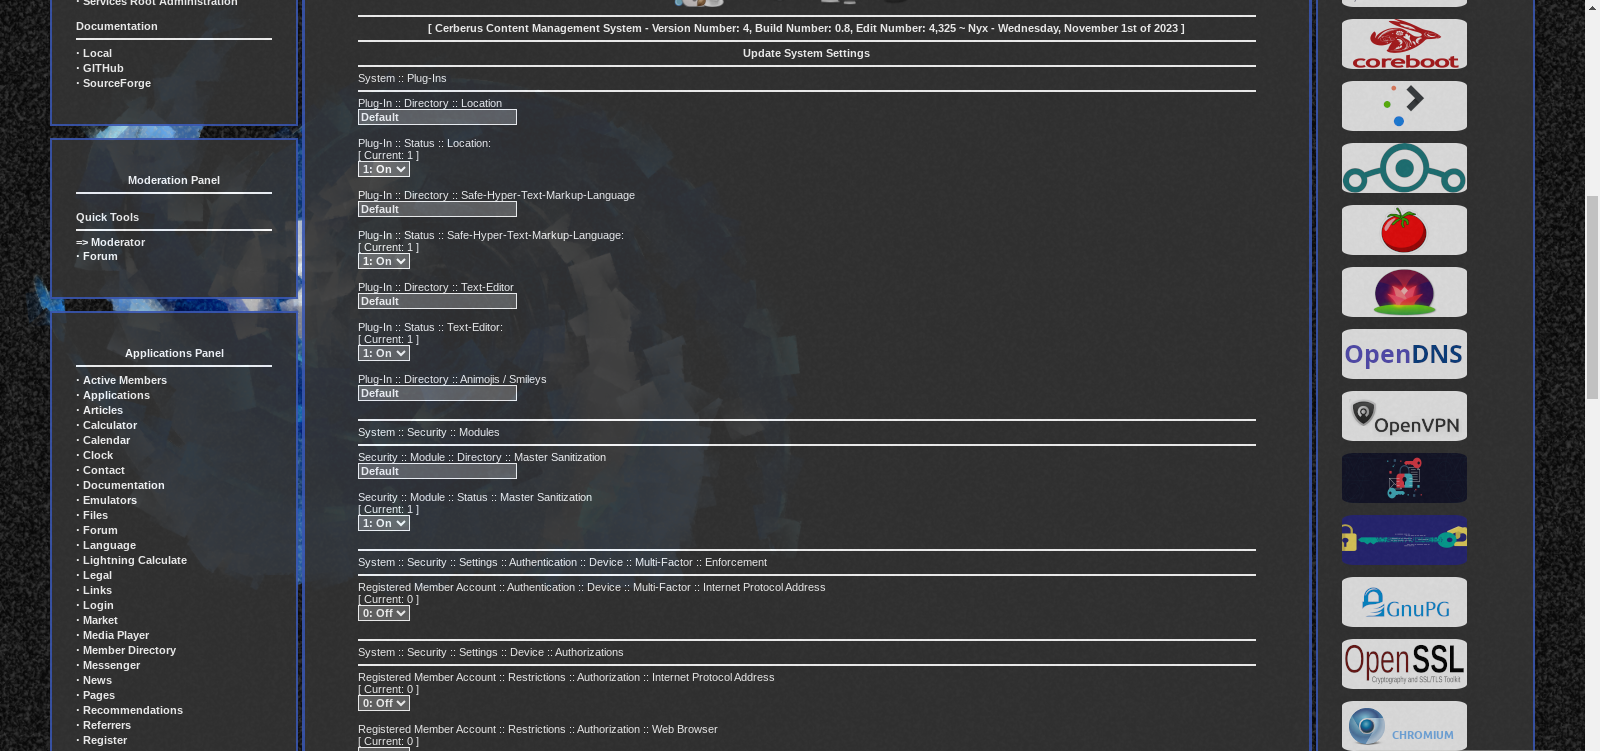 · Services Root Administration
Documentation
· Local
· GITHub
· SourceForge
Moderation Panel
Quick Tools
=> Moderator
· Forum
Applications Panel
· Active Members
· Applications
· Articles
· Calculator
· Calendar
· Clock
· Contact
· Documentation
· Emulators
· Files
· Forum
· Language
· Lightning Calculate
· Legal
· Links
· Login
· Market
· Media Player
· Member Directory
· Messenger
· News
· Pages
· Recommendations
· Referrers
· Register
[ Cerberus Content Management System - Version Number: 4, Build Number: 0.8, Edit Number: 4,325 ~ Nyx - Wednesday, November 1st of 2023 ]
Update System Settings
System :: Plug-Ins
Plug-In :: Directory :: Location
Default
Plug-In :: Status :: Location:
[ Current: 1 ]
1: On
Plug-In :: Directory :: Safe-Hyper-Text-Markup-Language
Default
Plug-In :: Status :: Safe-Hyper-Text-Markup-Language:
[ Current: 1 ]
1: On
Plug-In :: Directory :: Text-Editor
Default
Plug-In :: Status :: Text-Editor:
[ Current: 1 ]
1: On
Plug-In :: Directory :: Animojis / Smileys
Default
System :: Security :: Modules
Security :: Module :: Directory :: Master Sanitization
Default
Security :: Module :: Status :: Master Sanitization
[ Current: 1 ]
1: On
System :: Security :: Settings :: Authentication :: Device :: Multi-Factor :: Enforcement
Registered Member Account :: Authentication :: Device :: Multi-Factor :: Internet Protocol Address
[ Current: 0 ]
0: Off
System :: Security :: Settings :: Device :: Authorizations
Registered Member Account :: Restrictions :: Authorization :: Internet Protocol Address
[ Current: 0 ]
0: Off
Registered Member Account :: Restrictions :: Authorization :: Web Browser
[ Current: 0 ]
coreboot
OpenDNS
OpenVPN
GnuPG
OpenSSL
Cryptography and SSL/TLS Toolkit
CHROMIUM